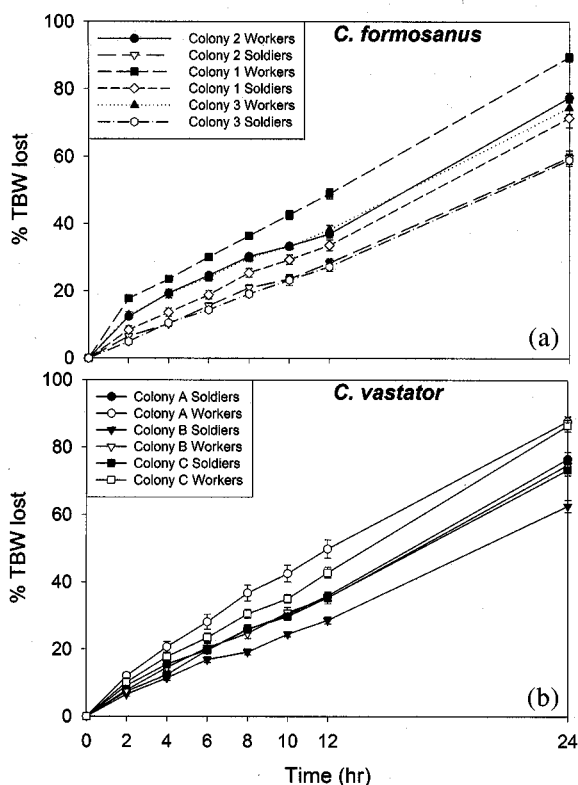 C. formosanus
Colony 2 Workers
Colony 2 Soldiers
Colony 1 Workers
Colony 1 Soldiers
Colony 3 Workers
Colony 3 Soldiers
% TBW lost
100
80
60
40
20
0
(a)
C. vastator
Colony A Soldiers
Colony A Workers
Colony B Soldiers
Colony B Workers
Colony C Soldiers
Colony C Workers
% TBW lost
100
80
60
40
20
0
(b)
0 2 4 6 8 10 12 24
Time (hr)